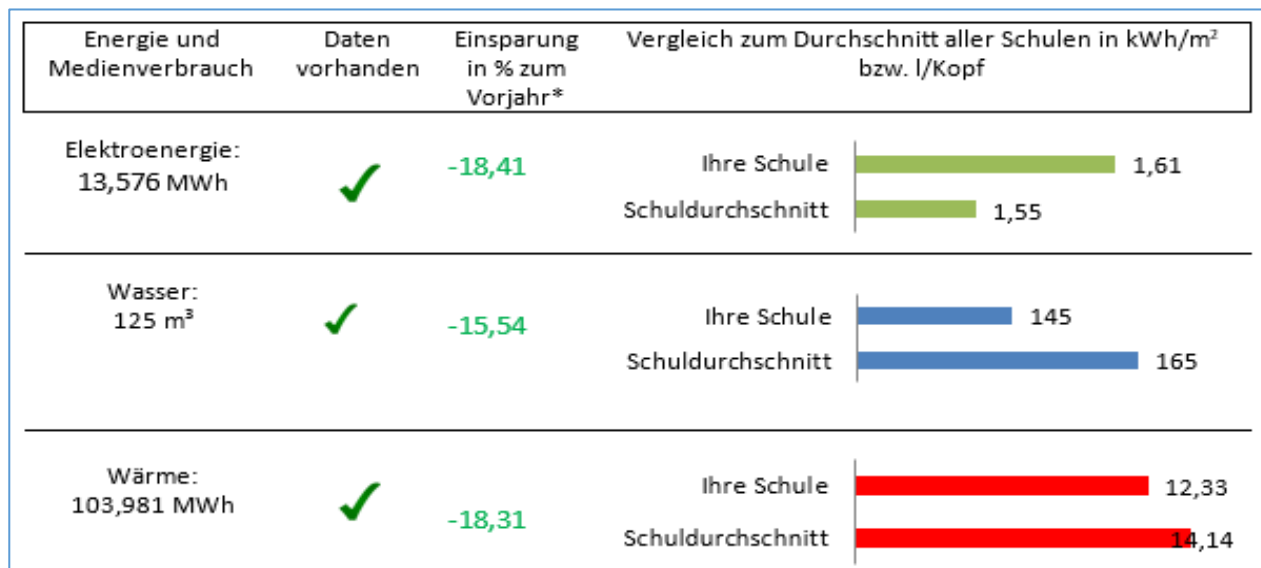 Energie und
Medienverbrauch
Daten
vorhanden
Einsparung
in % zum
Vorjahr*
Vergleich zum Durchschnitt aller Schulen in kWh/m²
bzw. l/Kopf
Elektroenergie:
13,576 MWh
-18,41
Ihre Schule
1,61
Schuldurchschnitt
1,55
Wasser:
125 m³
-15,54
Ihre Schule
145
Schuldurchschnitt
165
Wärme:
103,981 MWh
-18,31
Ihre Schule
12,33
Schuldurchschnitt
14,14